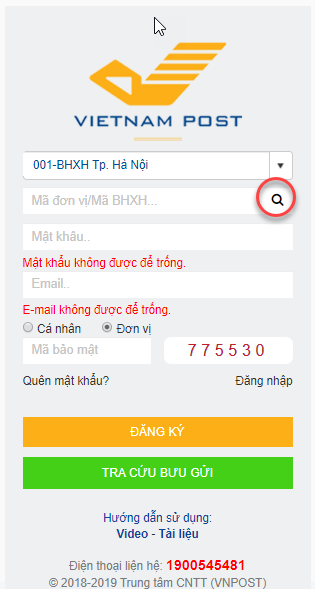 VIETNAM POST
001-BHXH Tp. Hà Nội
Mã đơn vị/Mã BHXH...
Mật khẩu..
Mật khẩu không được để trống.
Email..
E-mail không được để trống.
Cá nhân Đơn vị
Mã bảo mật 775530
Quên mật khẩu? Đăng nhập
ĐĂNG KÝ
TRA CỨU BƯU GỬI
Hướng dẫn sử dụng:
Video - Tài liệu
Điện thoại liên hệ: 1900545481
© 2018-2019 Trung tâm CNTT (VNPOST)